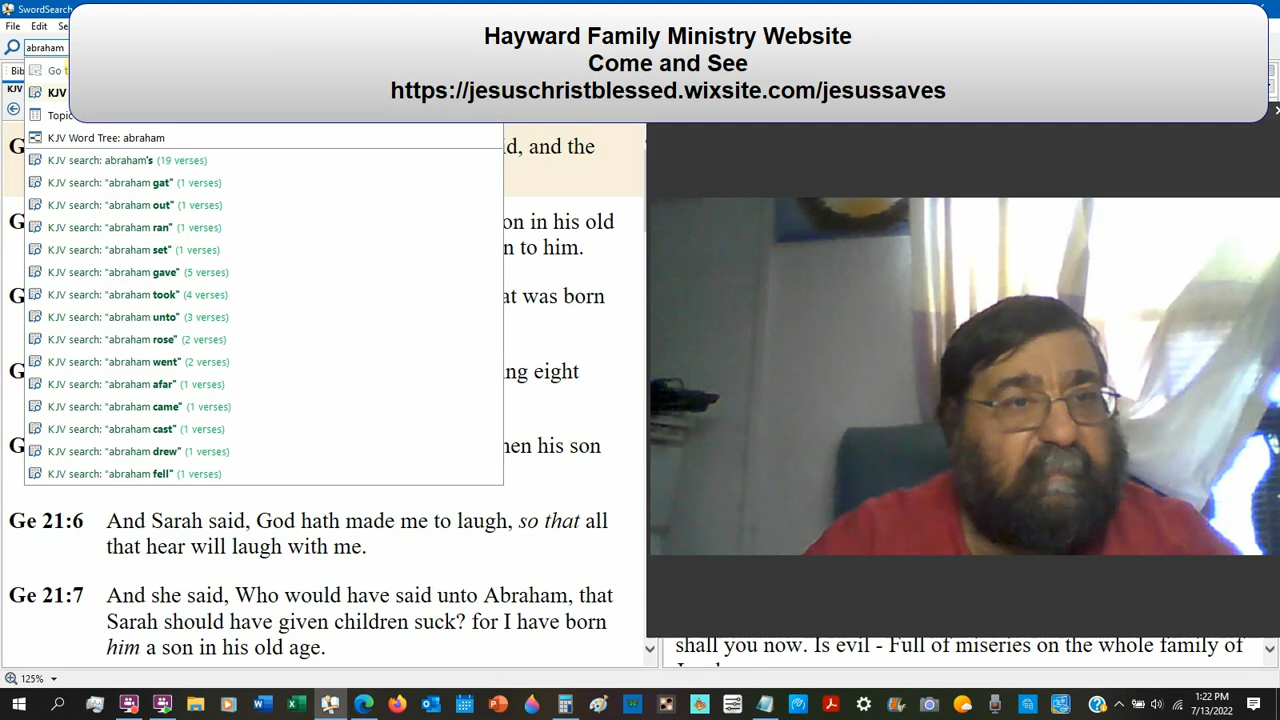 SwordSearch
File Edit Se
Hayward Family Ministry Website
Come and See
https://jesuschristblessed.wixsite.com/jesussaves
abraham
Bib
Go t
KJV
KJV
Topic
KJV Word Tree: abraham
KJV search: abraham's (19 verses)
KJV search: "abraham gat" (1 verses)
KJV search: "abraham out" (1 verses)
KJV search: "abraham ran" (1 verses)
KJV search: "abraham set" (1 verses)
KJV search: "abraham gave" (5 verses)
KJV search: "abraham took" (4 verses)
KJV search: "abraham unto" (3 verses)
KJV search: "abraham rose" (2 verses)
KJV search: "abraham went" (2 verses)
KJV search: "abraham afar" (1 verses)
KJV search: "abraham came" (1 verses)
KJV search: "abraham cast" (1 verses)
KJV search: "abraham drew" (1 verses)
KJV search: "abraham fell" (1 verses)
id, and the
on in his old
n to him.
at was born
ng eight
hen his son
Ge 21:6 And Sarah said, God hath made me to laugh, so that all
that hear will laugh with me.
Ge 21:7 And she said, Who would have said unto Abraham, that
Sarah should have given children suck? for I have born
him a son in his old age.
shall you now. Is evil - Full of miseries on the whole family of
125%
1:22 PM
7/13/2022